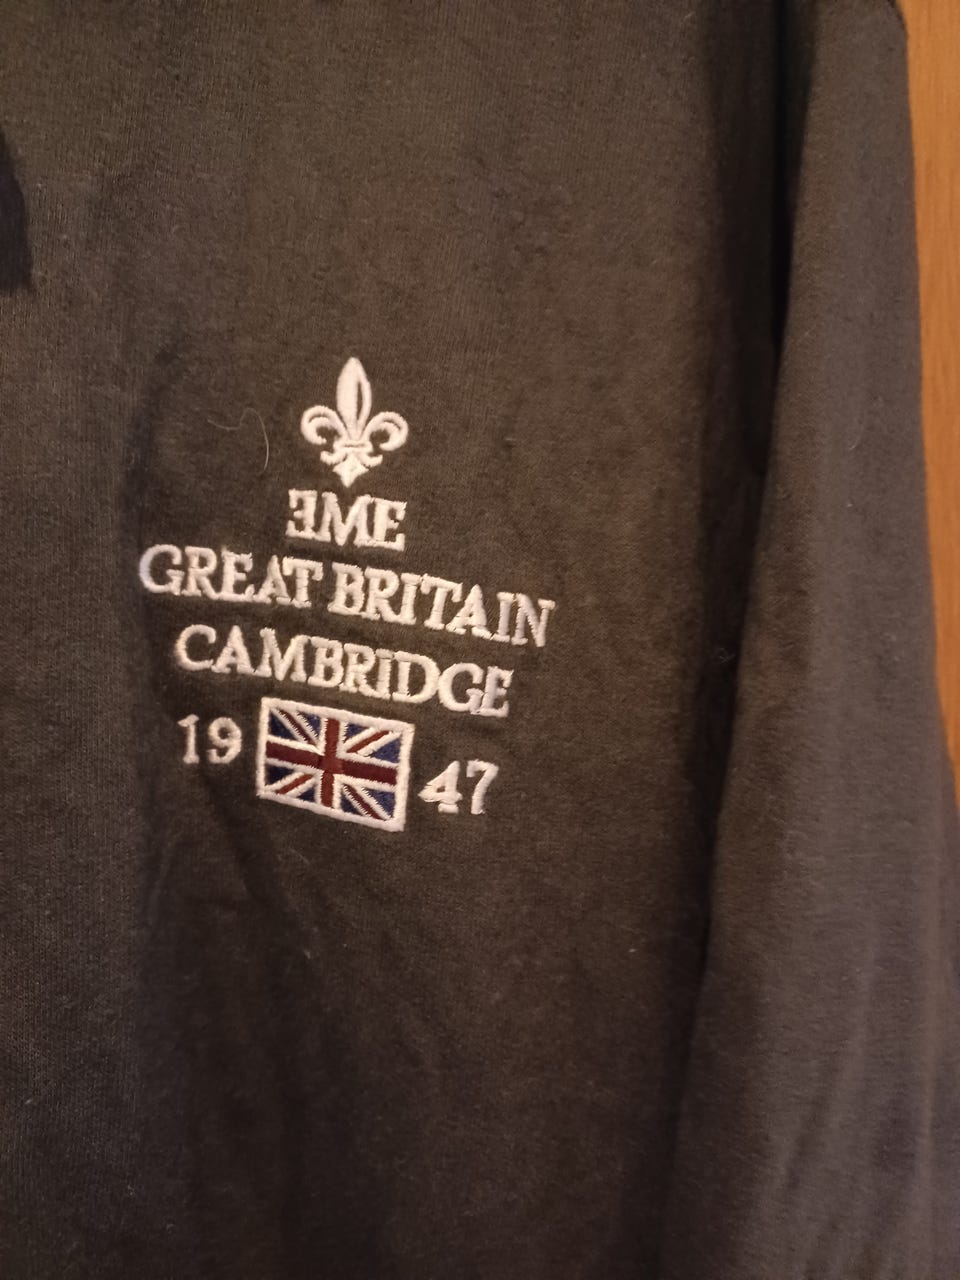 ƎME
GREAT BRITAIN
CAMBRIDGE
19 47